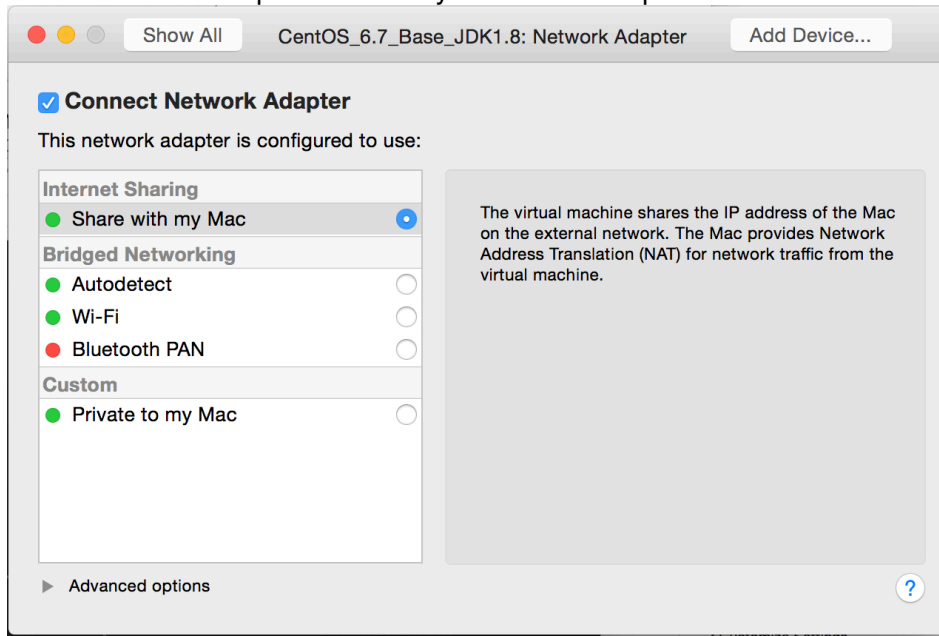 Show All CentOS_6.7_Base_JDK1.8: Network Adapter Add Device...
Connect Network Adapter
This network adapter is configured to use:
Internet Sharing
Share with my Mac
Bridged Networking
Autodetect
Wi-Fi
Bluetooth PAN
Custom
Private to my Mac
The virtual machine shares the IP address of the Mac
on the external network. The Mac provides Network
Address Translation (NAT) for network traffic from the
virtual machine.
Advanced options
?